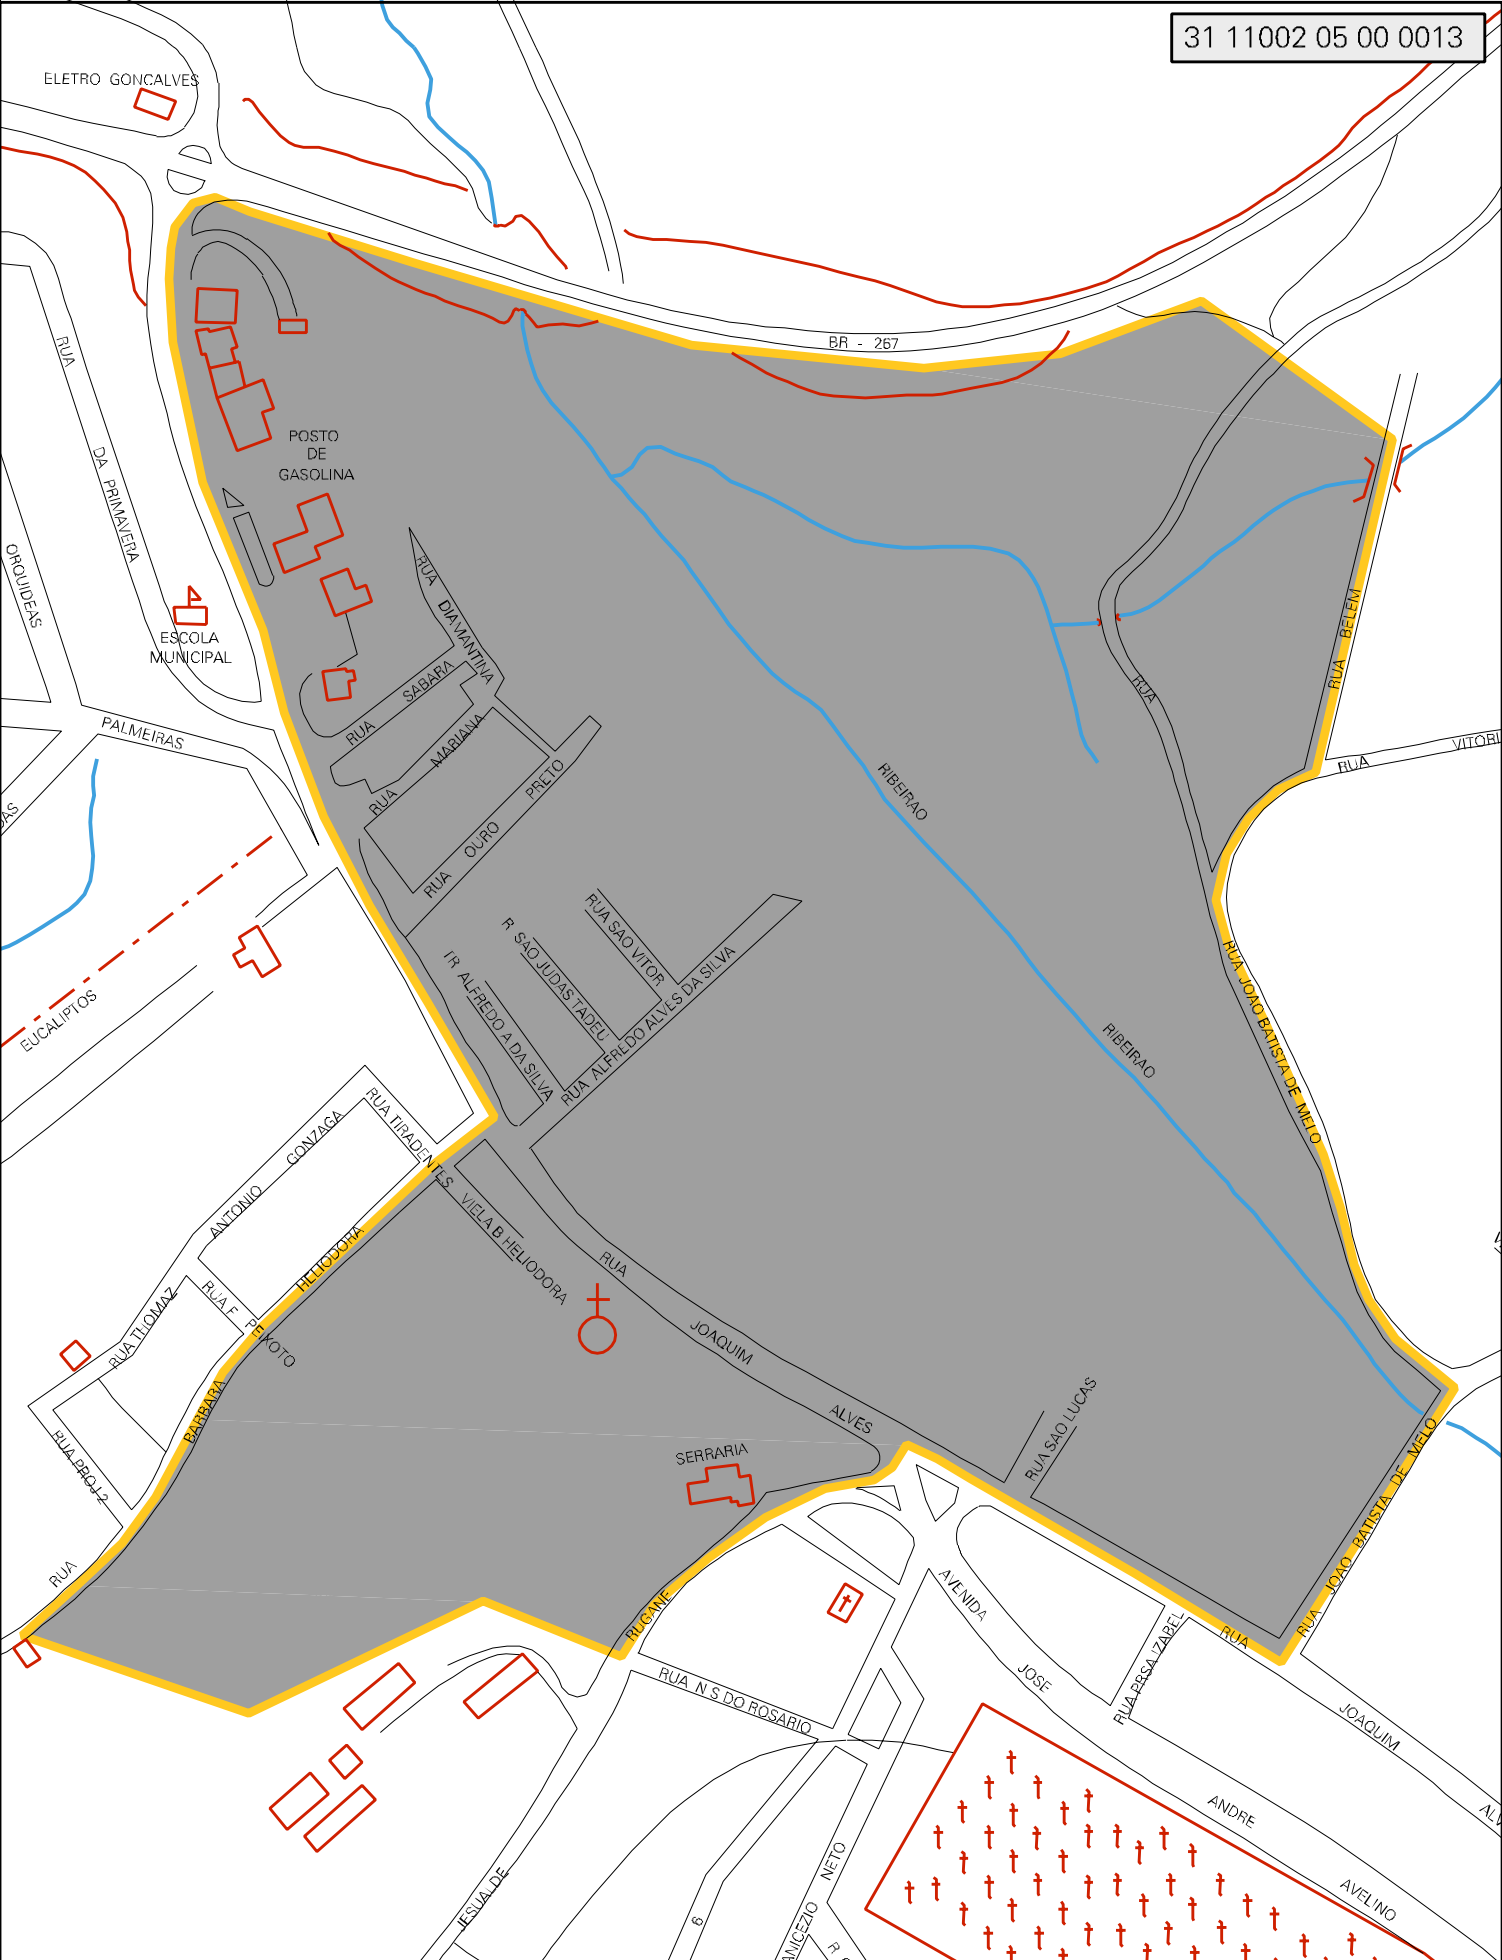 31 11002 05 00 0013
ELETRO GONCALVES
BR - 267
RUA
DA PRIMAVERA
ORQUIDEAS
POSTO
DE
GASOLINA
ESCOLA
MUNICIPAL
RUA DIAMANTINA
RUA SABARA
RUA MARIANA
RUA OURO PRETO
PALMEIRAS
RUA BELEM
RUA
RUA
RIBEIRAO
RUA SAO VITOR
R SAO JUDAS TADEU
ALFREDO A DA SILVA
RUA ALFREDO ALVES DA SILVA
EUCALIPTOS
RUA JOAO BATISTA DE MELO
RIBEIRAO
RUA TIRADENTES
ANTONIO GONZAGA
VIELA B HELIODORA
HELIODORA
RUA F PEIXOTO
RUA THOMAZ
BARBARA
RUA PROJ-2
RUA
RUA
JOAQUIM
ALVES
SERRARIA
RUA SAO LUCAS
RUA JOAO BATISTA DE MELO
RUGANE
AVENIDA
JOSE
ANDRE
AVELINO
RUA PRSA IZABEL
RUA
JOAQUIM
RUA N S DO ROSARIO
NETO
6